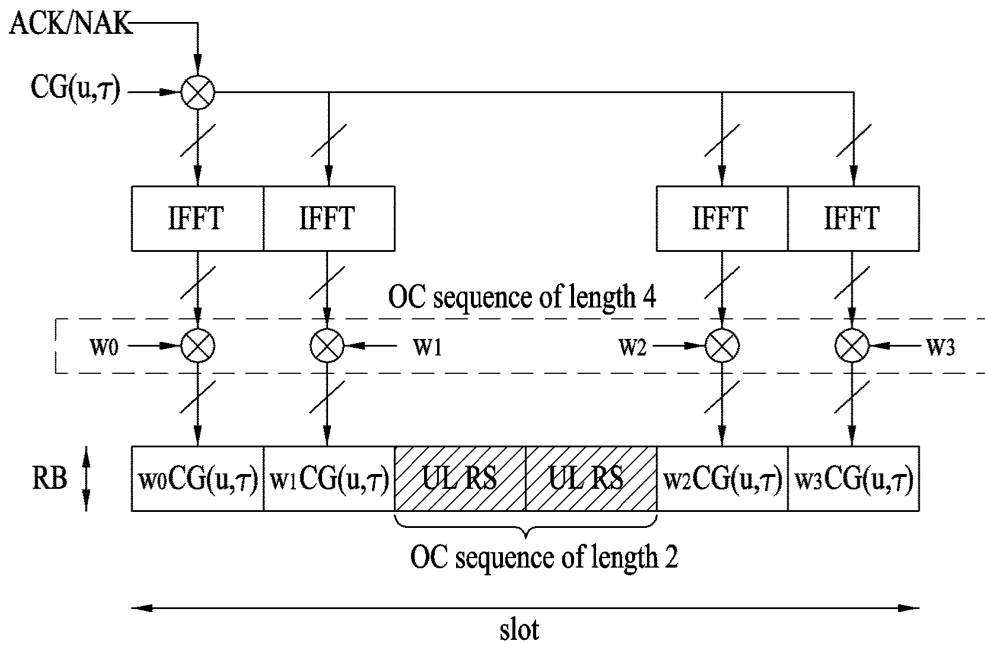 ACK/NAK
CG(u,τ)
IFFT IFFT IFFT IFFT
OC sequence of length 4
w0 w1 w2 w3
RB
w0CG(u,τ) w1CG(u,τ) UL RS UL RS w2CG(u,τ) w3CG(u,τ)
OC sequence of length 2
slot